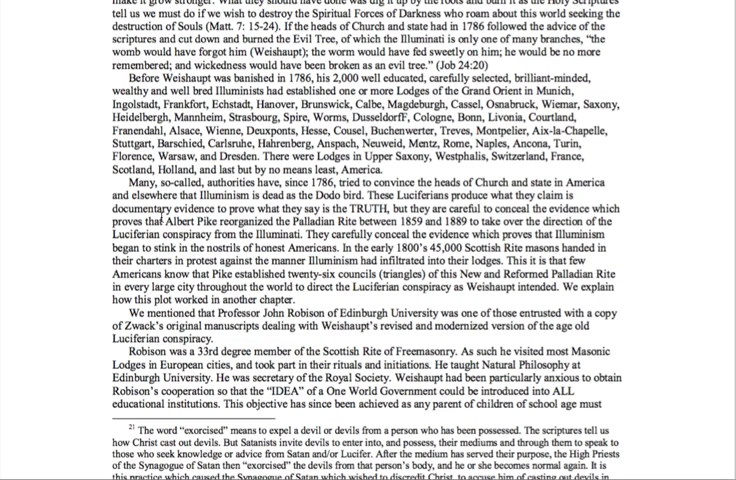 make it grow stronger. What they should have done was dig it up by the roots and burn it as the Holy Scriptures
tell us we must do if we wish to destroy the Spiritual Forces of Darkness who roam about this world seeking the
destruction of Souls (Matt. 7: 15-24). If the heads of Church and state had in 1786 followed the advice of the
scriptures and cut down and burned the Evil Tree, of which the Illuminati is only one of many branches, “the
womb would have forgot him (Weishaupt); the worm would have fed sweetly on him; he would be no more
remembered; and wickedness would have been broken as an evil tree.” (Job 24:20)
Before Weishaupt was banished in 1786, his 2,000 well educated, carefully selected, brilliant-minded,
wealthy and well bred Illuminists had established one or more Lodges of the Grand Orient in Munich,
Ingolstadt, Frankfort, Echstadt, Hanover, Brunswick, Calbe, Magdeburgh, Cassel, Osnabruck, Wiemar, Saxony,
Heidelbergh, Mannheim, Strasbourg, Spire, Worms, DusseldorfF, Cologne, Bonn, Livonia, Courtland,
Franendahl, Alsace, Wienne, Deuxponts, Hesse, Cousel, Buchenwerter, Treves, Montpelier, Aix-la-Chapelle,
Stuttgart, Barschied, Carlsruhe, Hahrenberg, Anspach, Neuweid, Mentz, Rome, Naples, Ancona, Turin,
Florence, Warsaw, and Dresden. There were Lodges in Upper Saxony, Westphalis, Switzerland, France,
Scotland, Holland, and last but by no means least, America.
Many, so-called, authorities have, since 1786, tried to convince the heads of Church and state in America
and elsewhere that Illuminism is dead as the Dodo bird. These Luciferians produce what they claim is
documentary evidence to prove what they say is the TRUTH, but they are careful to conceal the evidence which
proves that Albert Pike reorganized the Palladian Rite between 1859 and 1889 to take over the direction of the
Luciferian conspiracy from the Illuminati. They carefully conceal the evidence which proves that Illuminism
began to stink in the nostrils of honest Americans. In the early 1800’s 45,000 Scottish Rite masons handed in
their charters in protest against the manner Illuminism had infiltrated into their lodges. This it is that few
Americans know that Pike established twenty-six councils (triangles) of this New and Reformed Palladian Rite
in every large city throughout the world to direct the Luciferian conspiracy as Weishaupt intended. We explain
how this plot worked in another chapter.
We mentioned that Professor John Robison of Edinburgh University was one of those entrusted with a copy
of Zwack’s original manuscripts dealing with Weishaupt’s revised and modernized version of the age old
Luciferian conspiracy.
Robison was a 33rd degree member of the Scottish Rite of Freemasonry. As such he visited most Masonic
Lodges in European cities, and took part in their rituals and initiations. He taught Natural Philosophy at
Edinburgh University. He was secretary of the Royal Society. Weishaupt had been particularly anxious to obtain
Robison’s cooperation so that the “IDEA” of a One World Government could be introduced into ALL
educational institutions. This objective has since been achieved as any parent of children of school age must
21 The word “exorcised” means to expel a devil or devils from a person who has been possessed. The scriptures tell us
how Christ cast out devils. But Satanists invite devils to enter into, and possess, their mediums and through them to speak to
those who seek knowledge or advice from Satan and/or Lucifer. After the medium has served their purpose, the High Priests
of the Synagogue of Satan then “exorcised” the devils from that person’s body, and he or she becomes normal again. It is
this practice which caused the Synagogue of Satan which wished to discredit Christ, to accuse him of casting out devils in